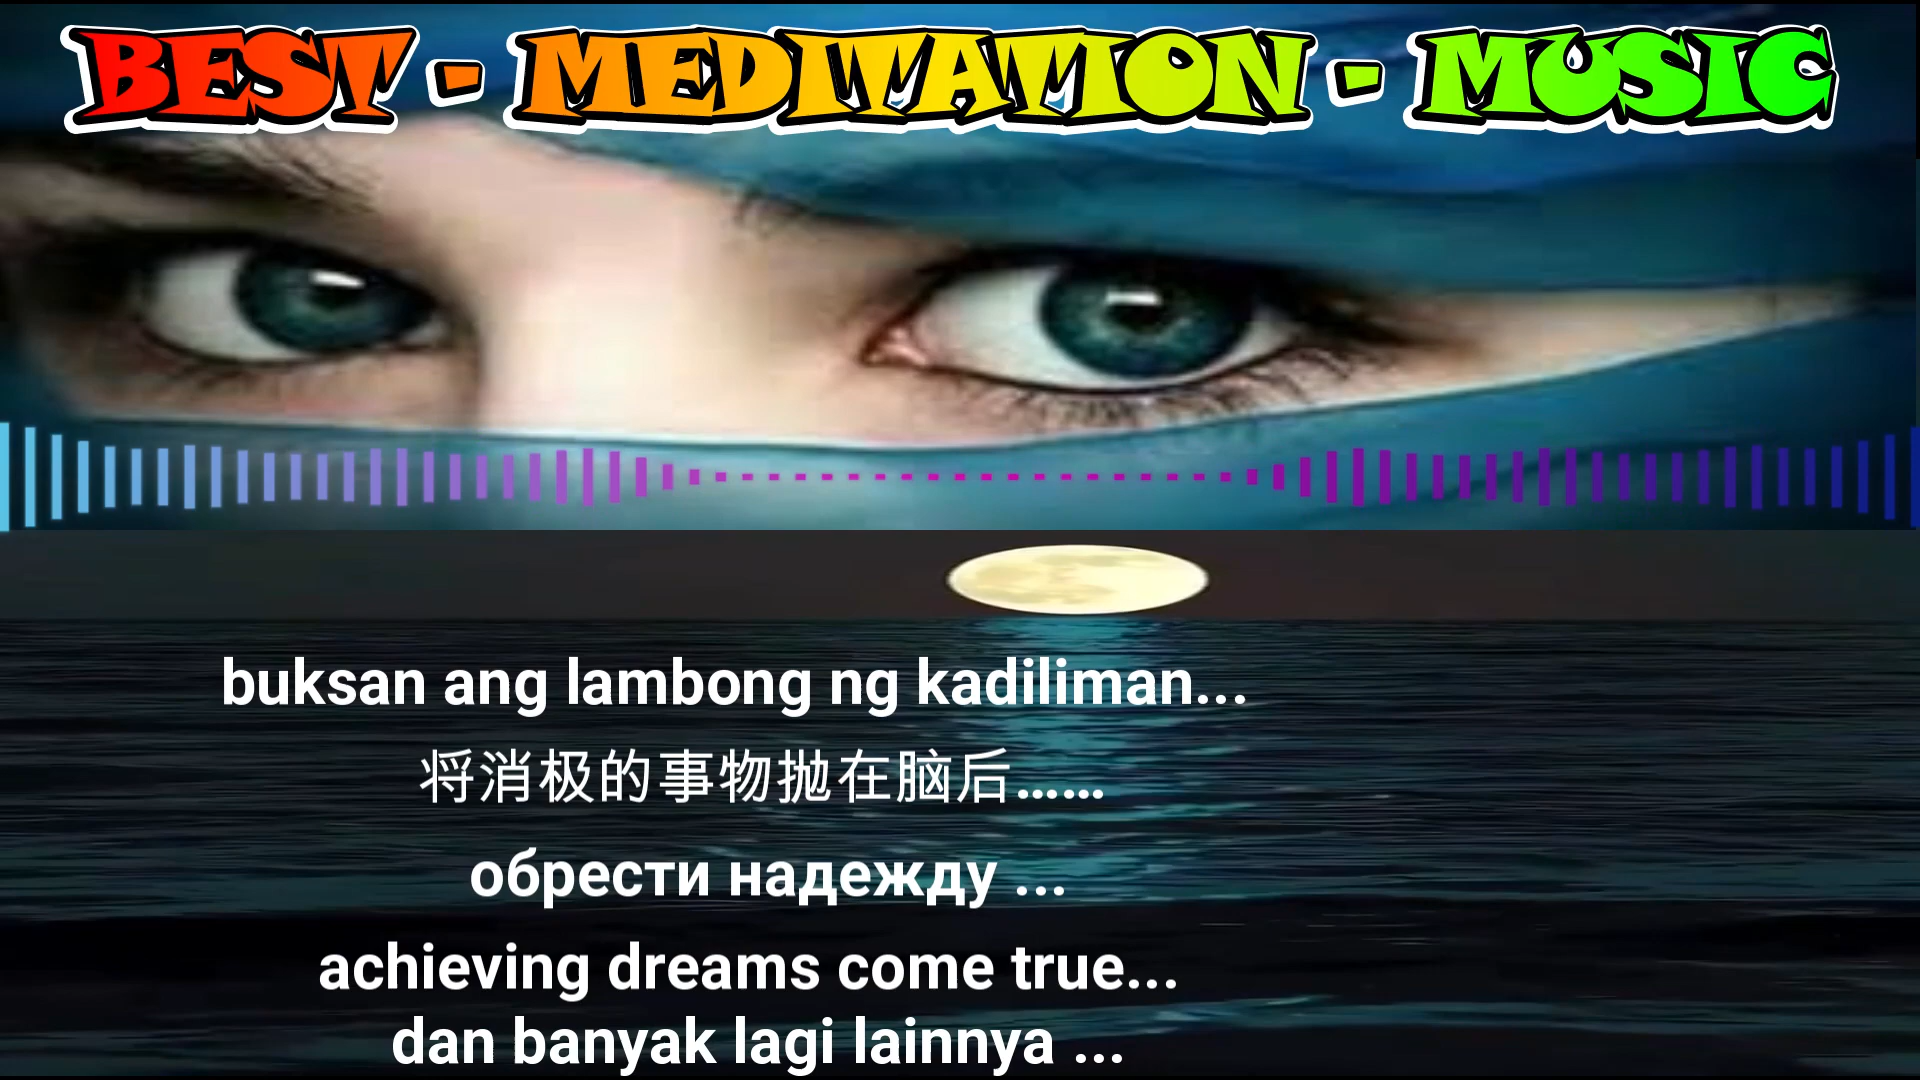 BEST - MEDITATION - MUSIC
buksan ang lambong ng kadiliman...
将消极的事物抛在脑后……
обрести надежду ...
achieving dreams come true...
dan banyak lagi lainnya ...